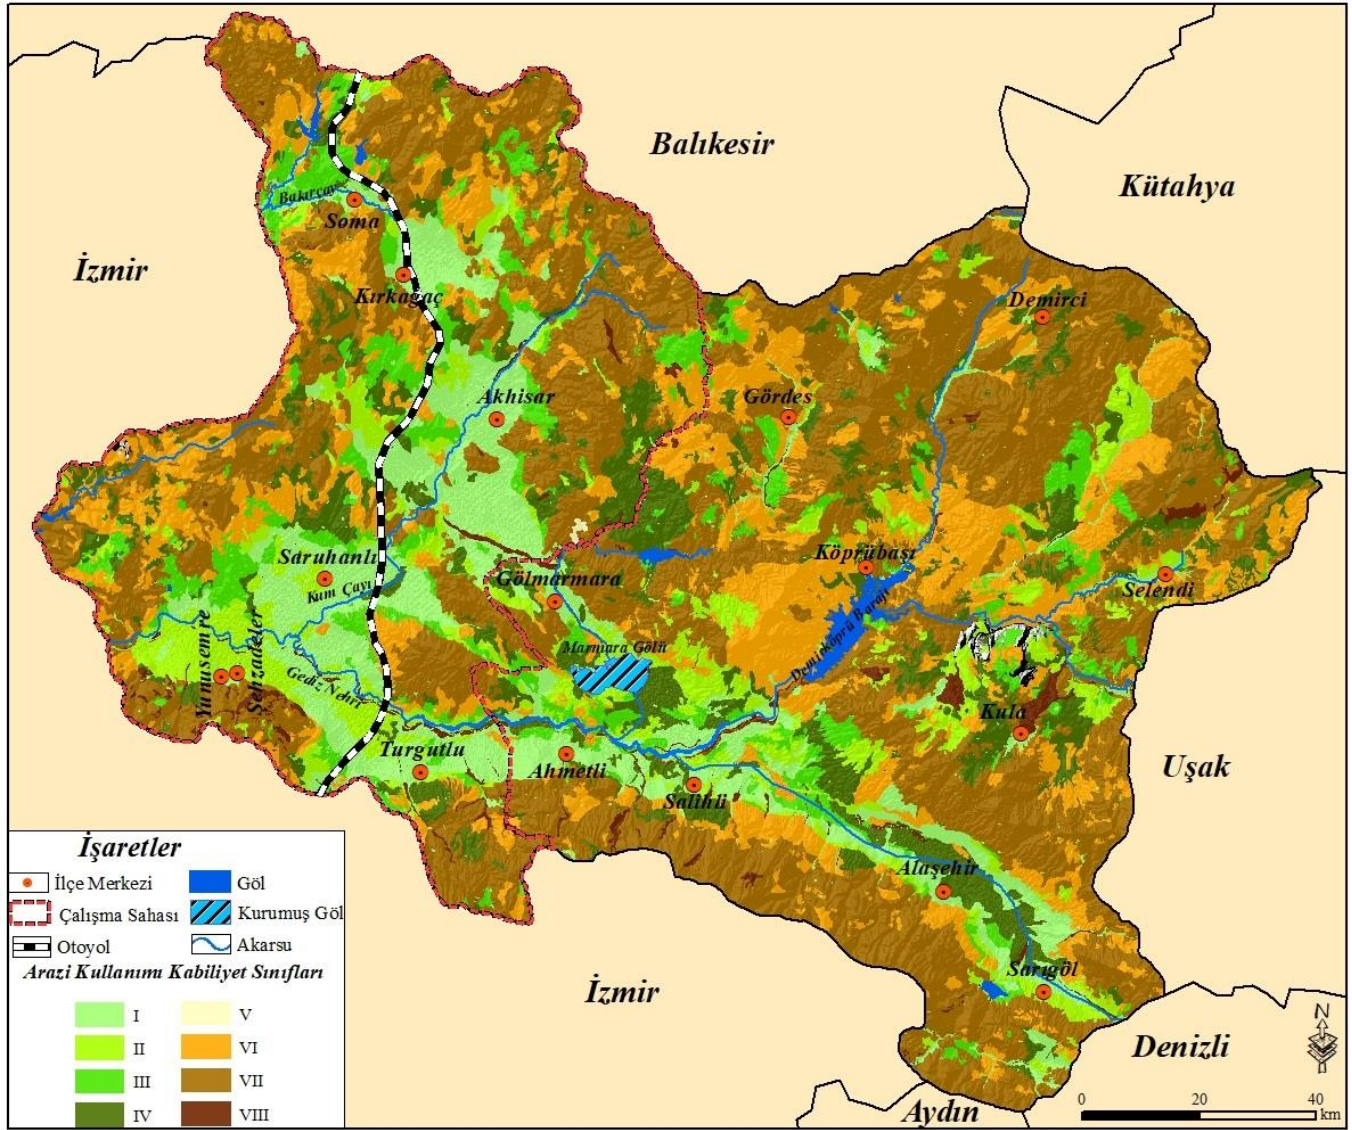 Balıkesir
Kütahya
İzmir
Bakırçay
Soma
Kırkağaç
Demirci
Akhisar
Gördes
Saruhanlı
Kum Çayı
Gölmarmara
Köprübaşı
Selendi
Marmara Gölü
Demirköprü Barajı
Yunusemre
Şehzadeler
Gediz Nehri
Kula
Turgutlu
Ahmetli
Salihli
Uşak
Alaşehir
Sarıgöl
İzmir
Denizli
Aydın
N
0 20 40
km
İşaretler
İlçe Merkezi Göl
Çalışma Sahası Kurumuş Göl
Otoyol Akarsu
Arazi Kullanımı Kabiliyet Sınıfları
I V
II VI
III VII
IV VIII